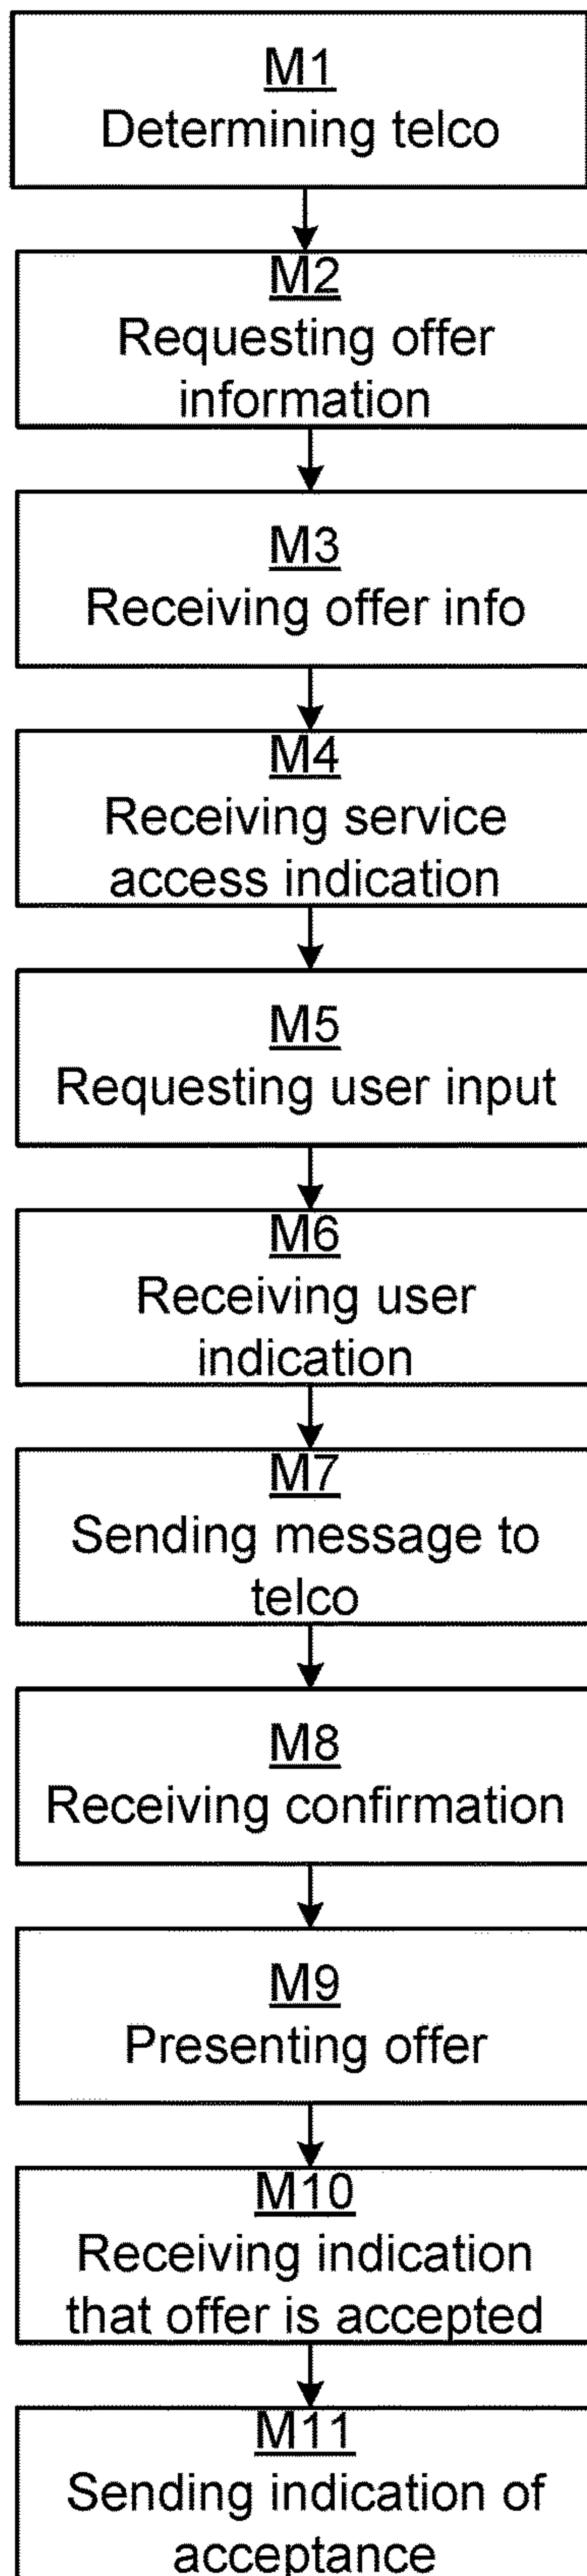 M1
Determining telco
M2
Requesting offer
information
M3
Receiving offer info
M4
Receiving service
access indication
M5
Requesting user input
M6
Receiving user
indication
M7
Sending message to
telco
M8
Receiving confirmation
M9
Presenting offer
M10
Receiving indication
that offer is accepted
M11
Sending indication of
acceptance